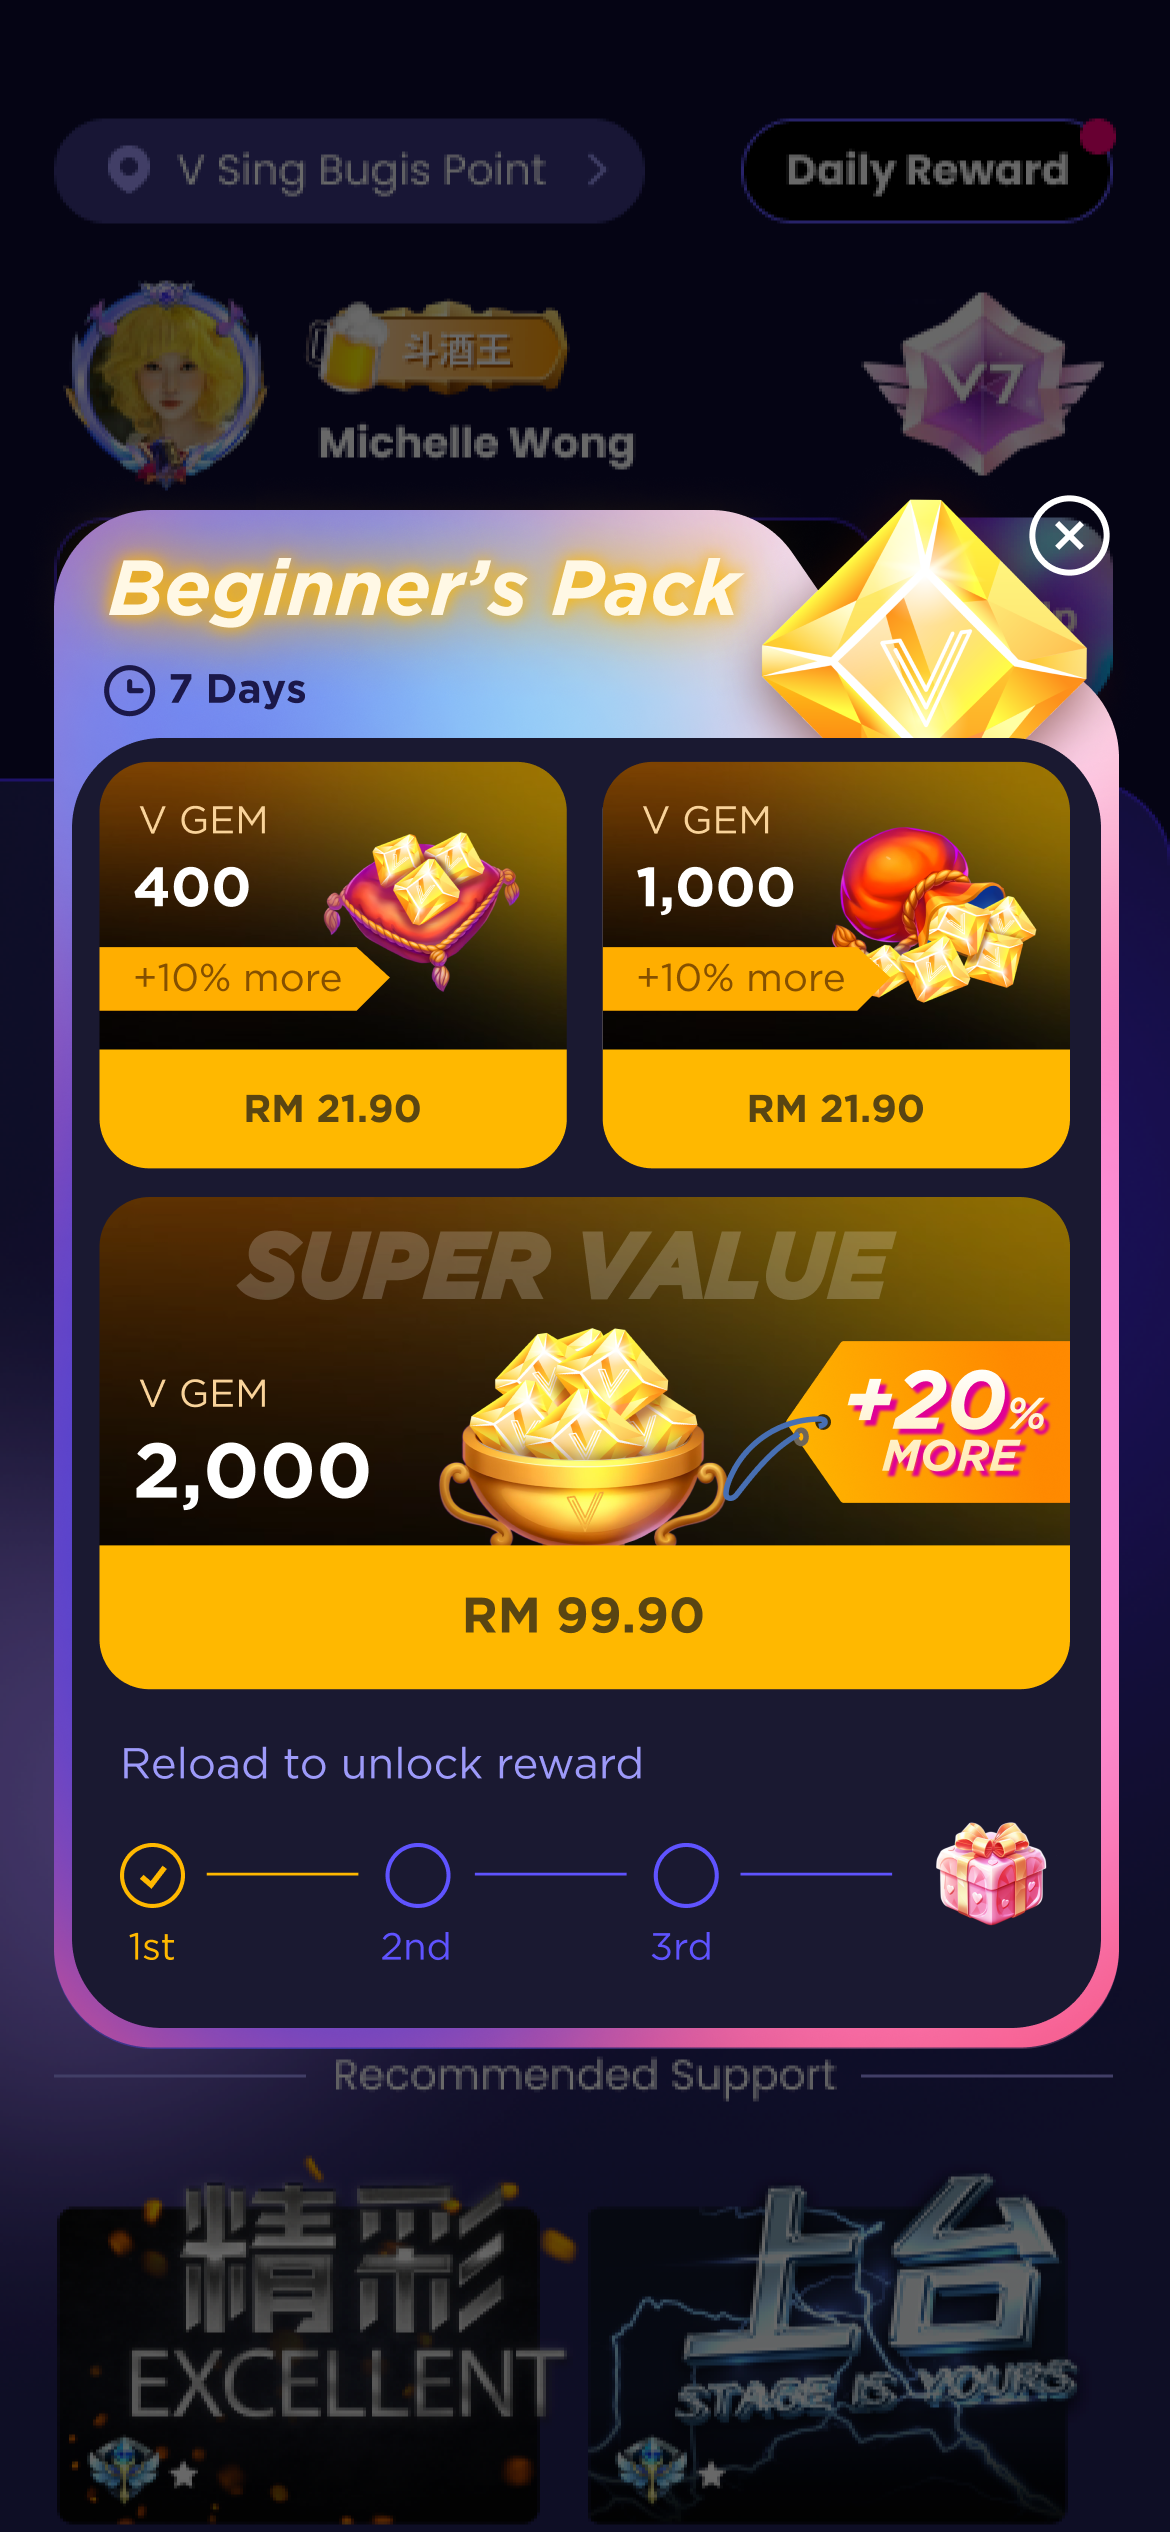 V Sing Bugis Point
Daily Reward
斗酒王
Michelle Wong
V7
Beginner's Pack
7 Days
V GEM
400
+10% more
RM 21.90
V GEM
1,000
+10% more
RM 21.90
SUPER VALUE
V GEM
2,000
+20%
MORE
RM 99.90
Reload to unlock reward
1st
2nd
3rd
Recommended Support
精彩
EXCELLENT
上台
STAGE IS YOURS